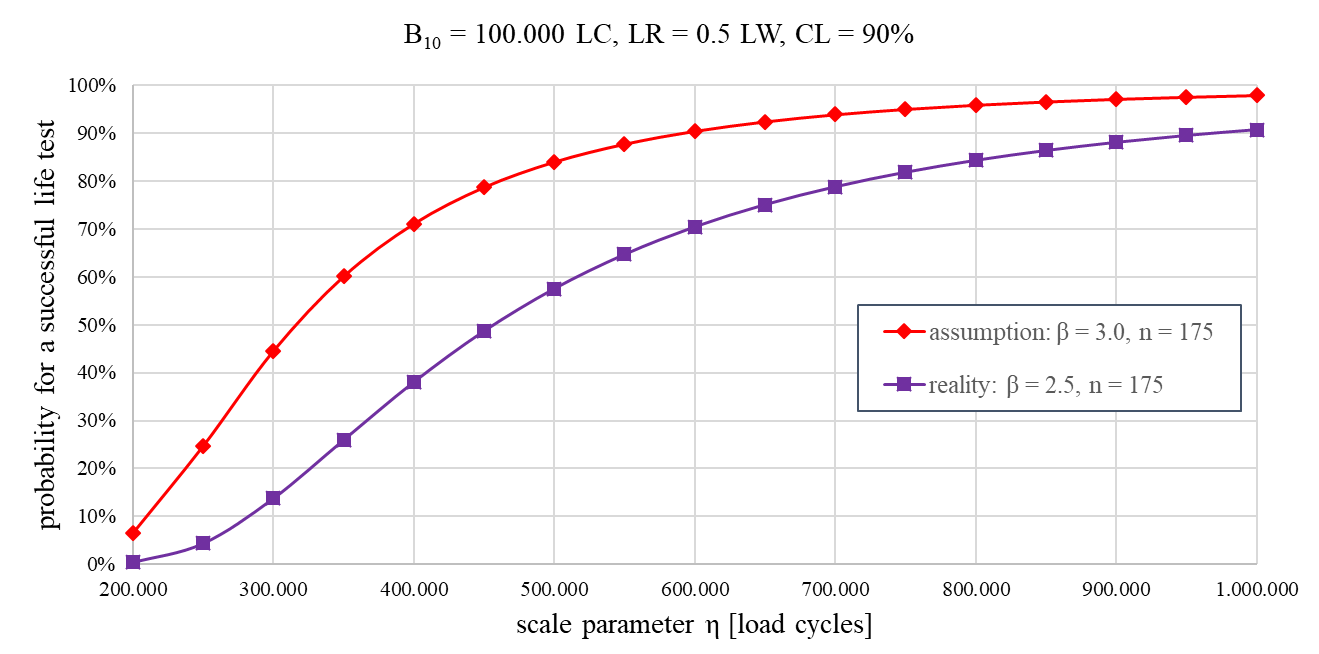 B₁₀ = 100.000 LC, LR = 0.5 LW, CL = 90%
probability for a successful life test
100%
90%
80%
70%
60%
50%
40%
30%
20%
10%
0%
assumption: β = 3.0, n = 175
reality: β = 2.5, n = 175
200.000 300.000 400.000 500.000 600.000 700.000 800.000 900.000 1.000.000
scale parameter η [load cycles]